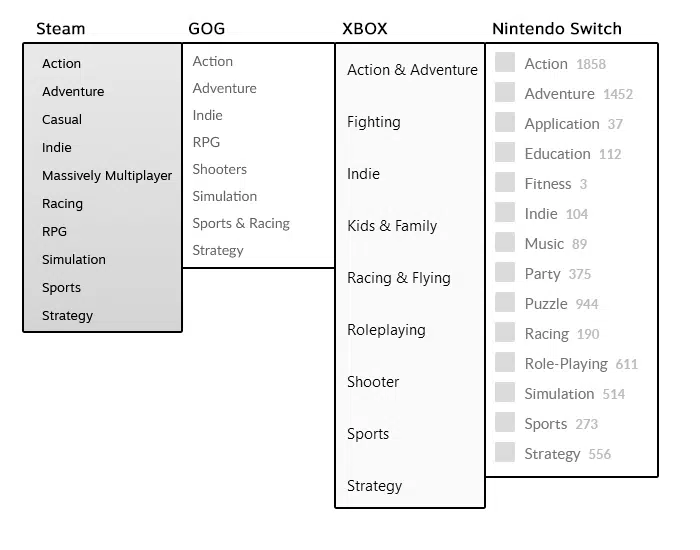 Steam
Action
Adventure
Casual
Indie
Massively Multiplayer
Racing
RPG
Simulation
Sports
Strategy
GOG
Action
Adventure
Indie
RPG
Shooters
Simulation
Sports & Racing
Strategy
XBOX
Action & Adventure
Fighting
Indie
Kids & Family
Racing & Flying
Roleplaying
Shooter
Sports
Strategy
Nintendo Switch
Action 1858
Adventure 1452
Application 37
Education 112
Fitness 3
Indie 104
Music 89
Party 375
Puzzle 944
Racing 190
Role-Playing 611
Simulation 514
Sports 273
Strategy 556